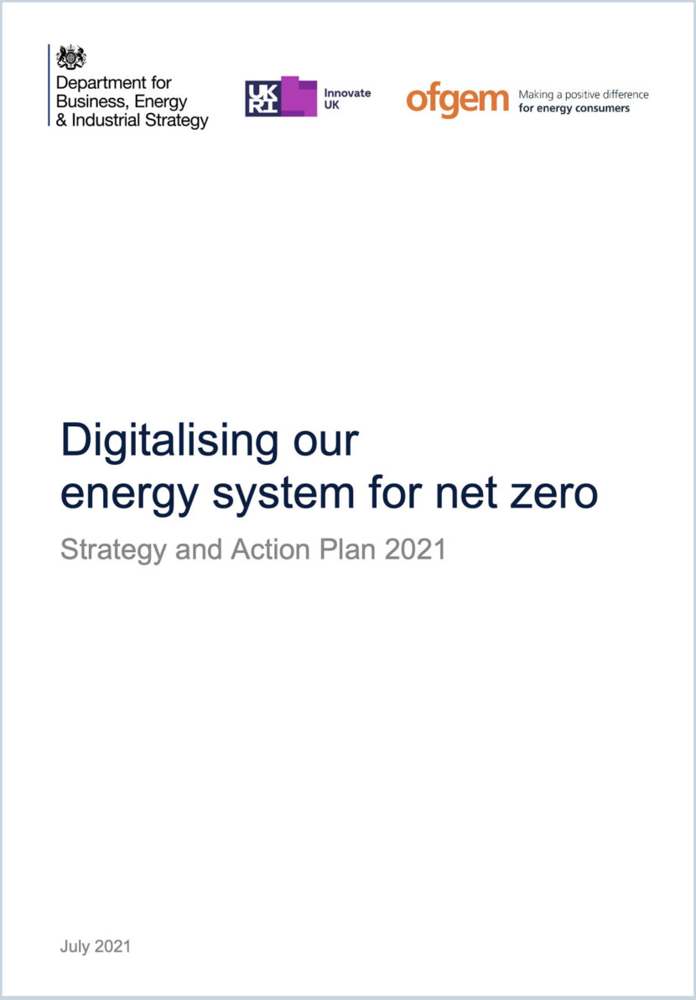 Department for
Business, Energy
& Industrial Strategy
UK
RI
Innovate
UK
ofgem
Making a positive difference
for energy consumers
Digitalising our
energy system for net zero
Strategy and Action Plan 2021
July 2021